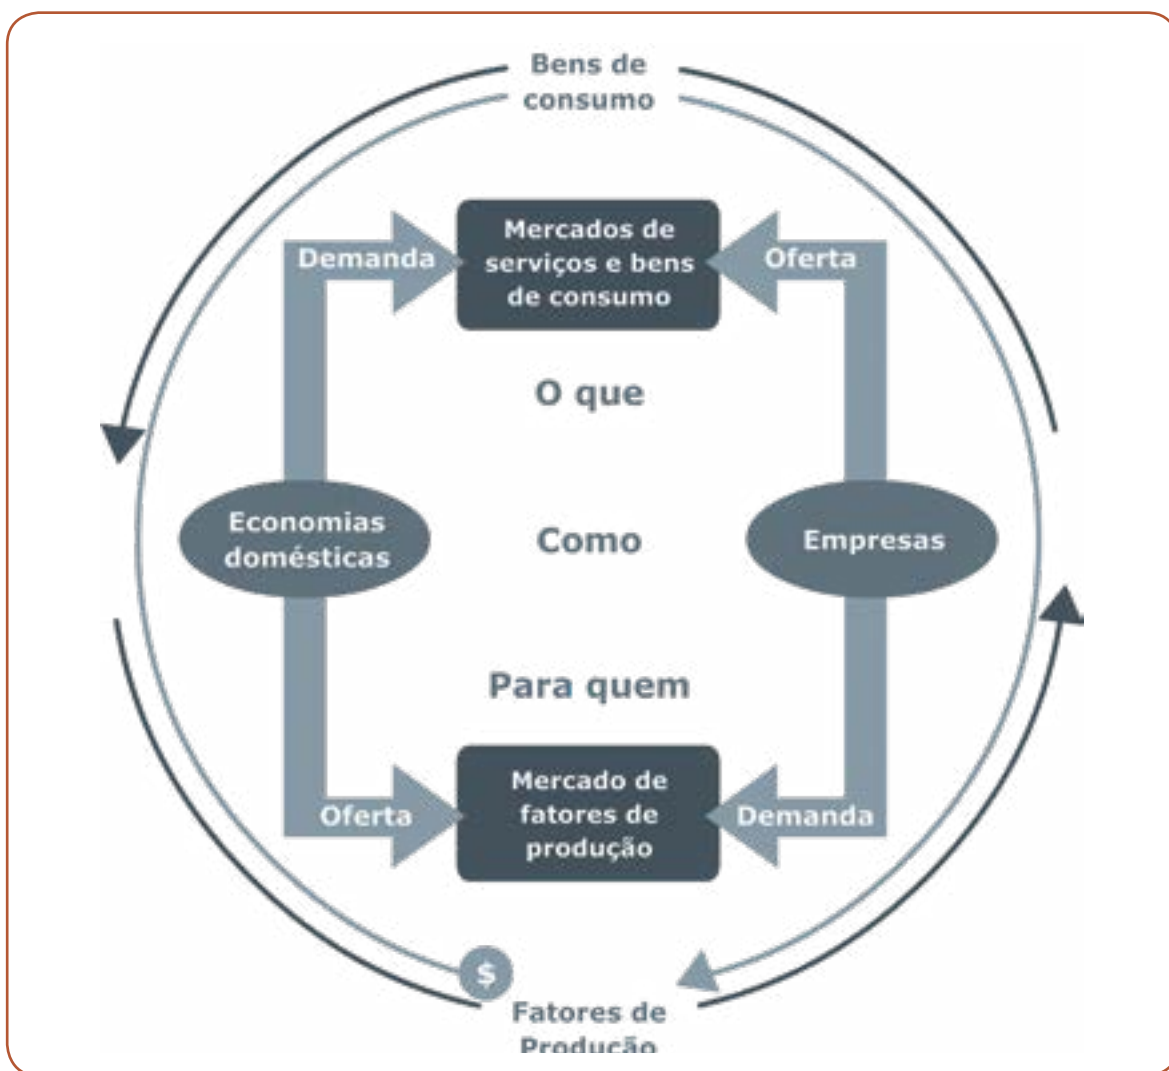 Bens de
consumo
Mercados de
serviços e bens
de consumo
Demanda
Oferta
O que
Economias
domésticas
Como
Empresas
Para quem
Mercado de
fatores de
produção
Oferta
Demanda
$
Fatores de
Produção